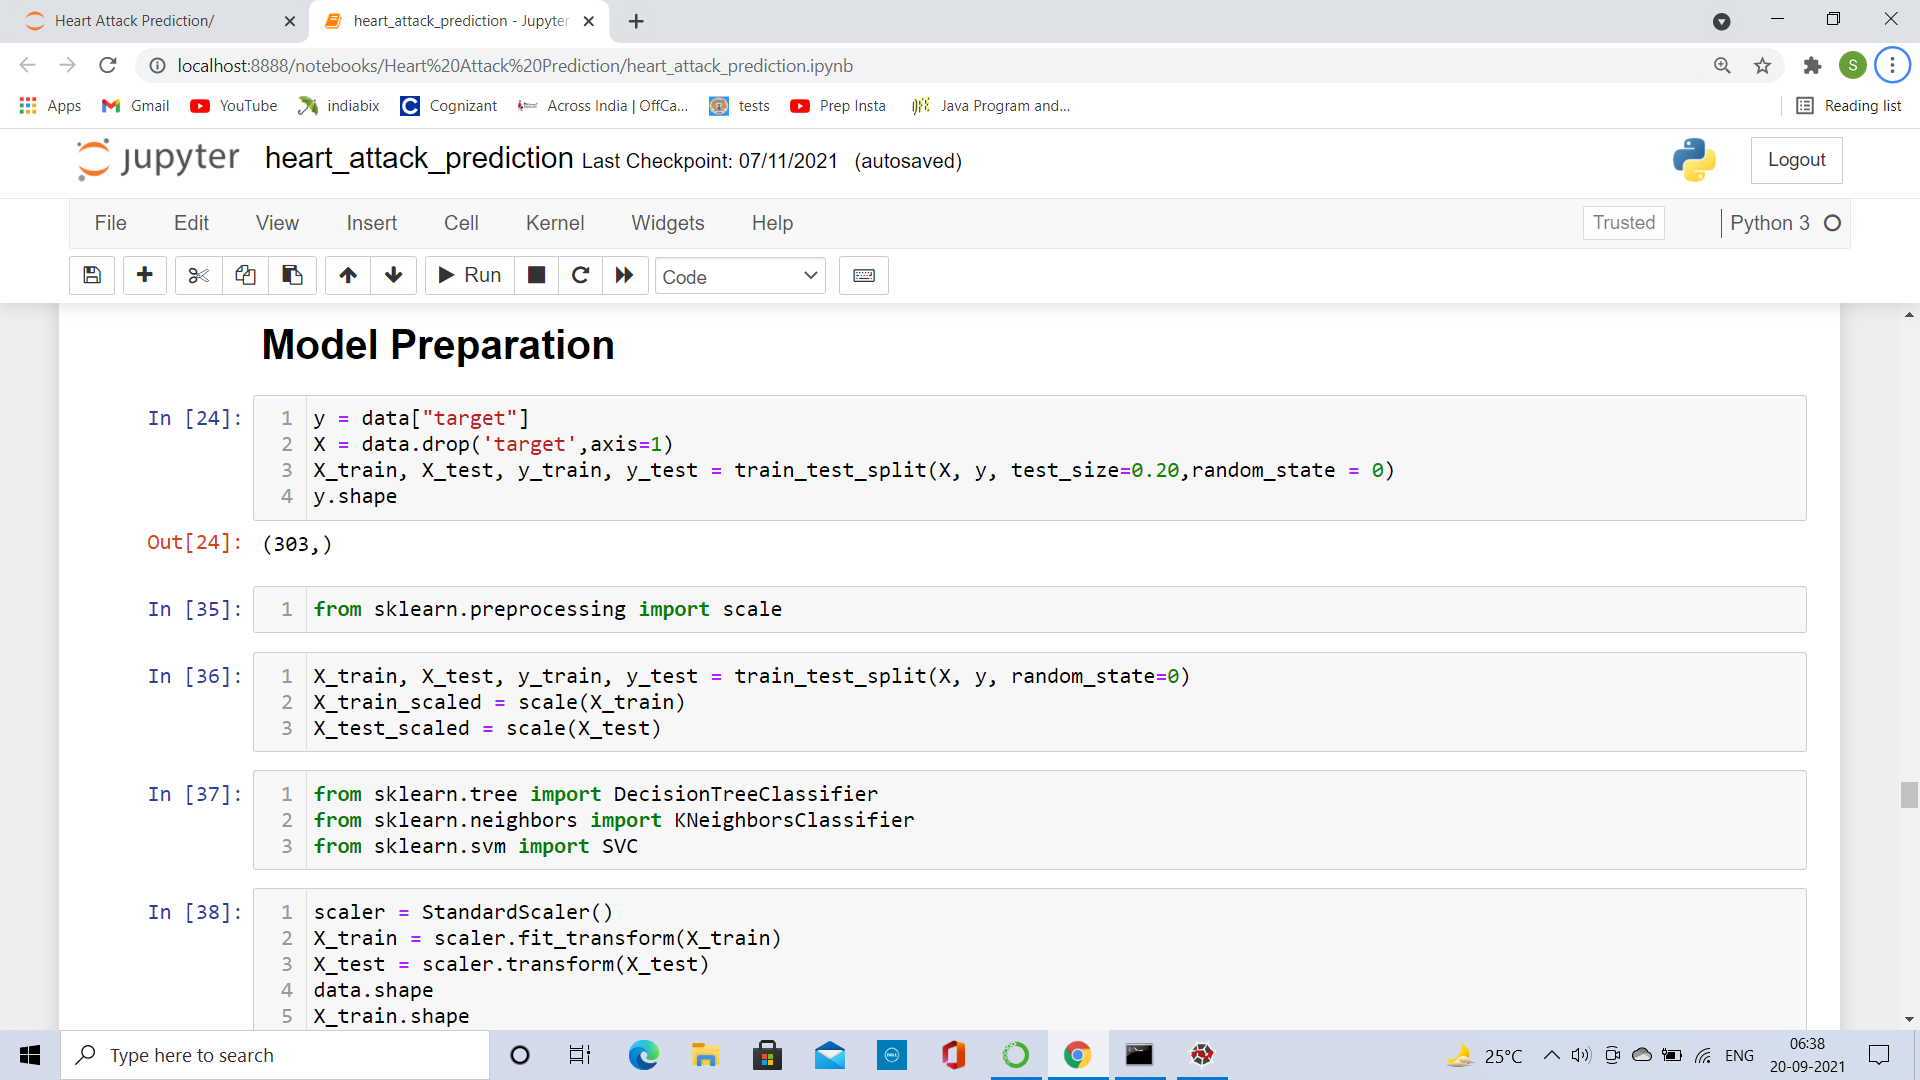 Heart Attack Prediction/
heart_attack_prediction - Jupyter
localhost:8888/notebooks/Heart%20Attack%20Prediction/heart_attack_prediction.ipynb
S
Apps Gmail YouTube indiabix Cognizant Across India | OffCa... tests Prep Insta Java Program and... Reading list
jupyter heart_attack_prediction Last Checkpoint: 07/11/2021 (autosaved) Logout
File Edit View Insert Cell Kernel Widgets Help Trusted Python 3
Run Code
Model Preparation
In [24]: 1 y = data["target"]
2 X = data.drop('target',axis=1)
3 X_train, X_test, y_train, y_test = train_test_split(X, y, test_size=0.20,random_state = 0)
4 y.shape
Out[24]: (303,)
In [35]: 1 from sklearn.preprocessing import scale
In [36]: 1 X_train, X_test, y_train, y_test = train_test_split(X, y, random_state=0)
2 X_train_scaled = scale(X_train)
3 X_test_scaled = scale(X_test)
In [37]: 1 from sklearn.tree import DecisionTreeClassifier
2 from sklearn.neighbors import KNeighborsClassifier
3 from sklearn.svm import SVC
In [38]: 1 scaler = StandardScaler()
2 X_train = scaler.fit_transform(X_train)
3 X_test = scaler.transform(X_test)
4 data.shape
5 X_train.shape
Type here to search
DELL
25°C
ENG
06:38
20-09-2021